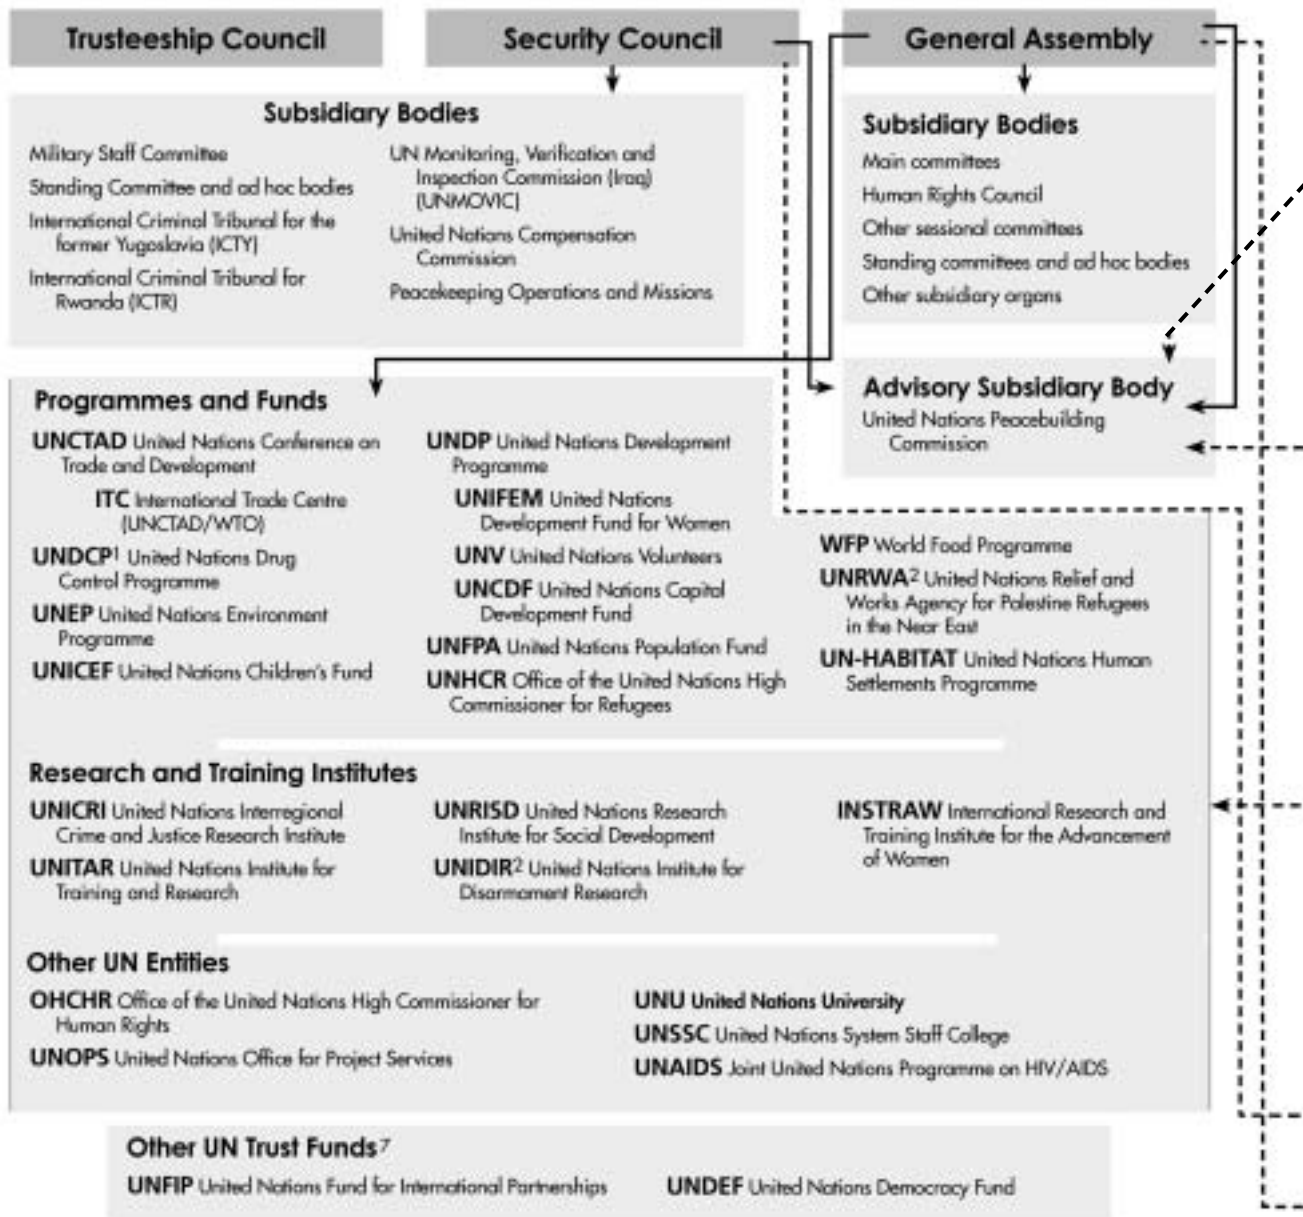 Trusteeship Council
Security Council
General Assembly
Subsidiary Bodies
Military Staff Committee
Standing Committee and ad hoc bodies
International Criminal Tribunal for the
former Yugoslavia (ICTY)
International Criminal Tribunal for
Rwanda (ICTR)
UN Monitoring, Verification and
Inspection Commission (Iraq)
(UNMOVIC)
United Nations Compensation
Commission
Peacekeeping Operations and Missions
Subsidiary Bodies
Main committees
Human Rights Council
Other sessional committees
Standing committees and ad hoc bodies
Other subsidiary organs
Advisory Subsidiary Body
United Nations Peacebuilding
Commission
Programmes and Funds
UNCTAD United Nations Conference on
Trade and Development
ITC International Trade Centre
(UNCTAD/WTO)
UNDCP1 United Nations Drug
Control Programme
UNEP United Nations Environment
Programme
UNICEF United Nations Children's Fund
UNDP United Nations Development
Programme
UNIFEM United Nations
Development Fund for Women
UNV United Nations Volunteers
UNCDF United Nations Capital
Development Fund
UNFPA United Nations Population Fund
UNHCR Office of the United Nations High
Commissioner for Refugees
WFP World Food Programme
UNRWA2 United Nations Relief and
Works Agency for Palestine Refugees
in the Near East
UN-HABITAT United Nations Human
Settlements Programme
Research and Training Institutes
UNICRI United Nations Interregional
Crime and Justice Research Institute
UNITAR United Nations Institute for
Training and Research
UNRISD United Nations Research
Institute for Social Development
UNIDIR2 United Nations Institute for
Disarmament Research
INSTRAW International Research and
Training Institute for the Advancement
of Women
Other UN Entities
OHCHR Office of the United Nations High Commissioner for
Human Rights
UNOPS United Nations Office for Project Services
UNU United Nations University
UNSSC United Nations System Staff College
UNAIDS Joint United Nations Programme on HIV/AIDS
Other UN Trust Funds7
UNFIP United Nations Fund for International Partnerships
UNDEF United Nations Democracy Fund